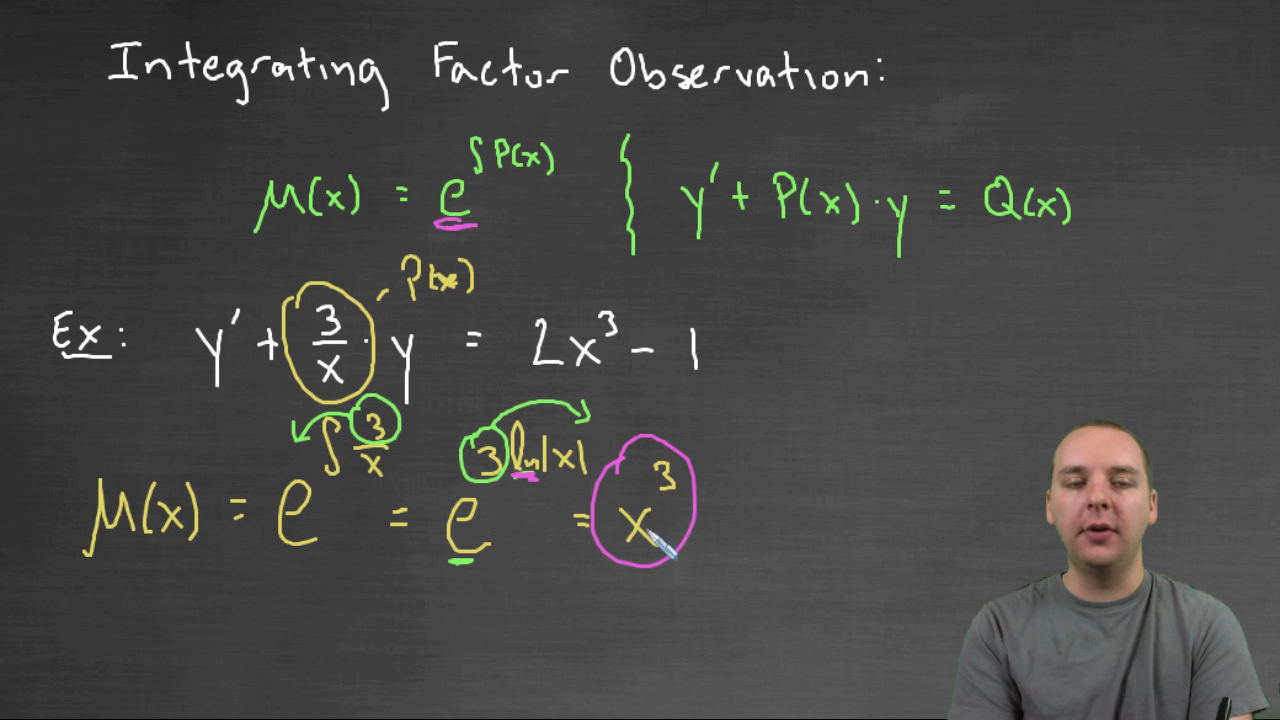 Integrating Factor Observation:
μ(x) = e^{∫P(x)} { y' + P(x)·y = Q(x)
P(x)
Ex: y' + 3/x · y = 2x³ - 1
μ(x) = e^{∫ 3/x} = e^{3 ln|x|} = x³